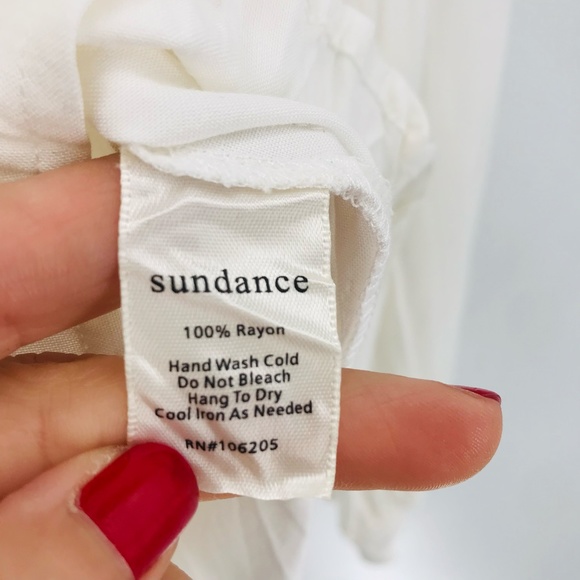 sundance
100% Rayon
Hand Wash Cold
Do Not Bleach
Hang To Dry
Cool Iron As Needed
RN#106205